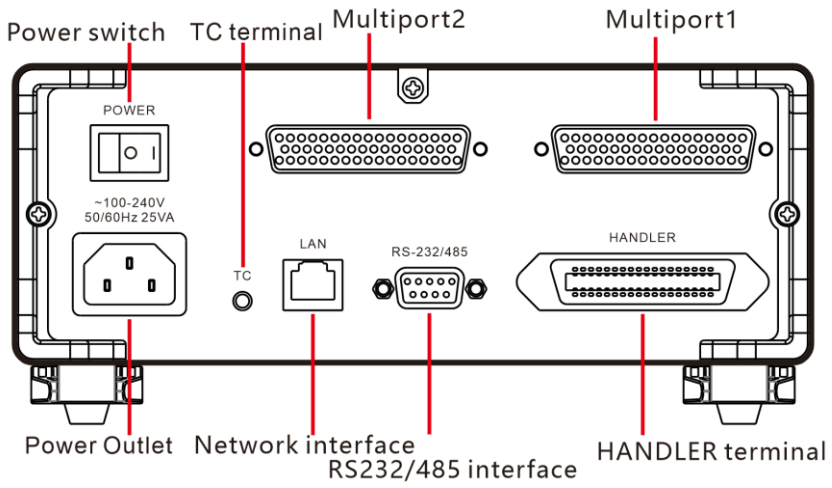 Power switch
TC terminal
Multiport2
Multiport1
POWER
~100-240V
50/60Hz 25VA
TC
LAN
RS-232/485
HANDLER
Power Outlet
Network interface
RS232/485 interface
HANDLER terminal